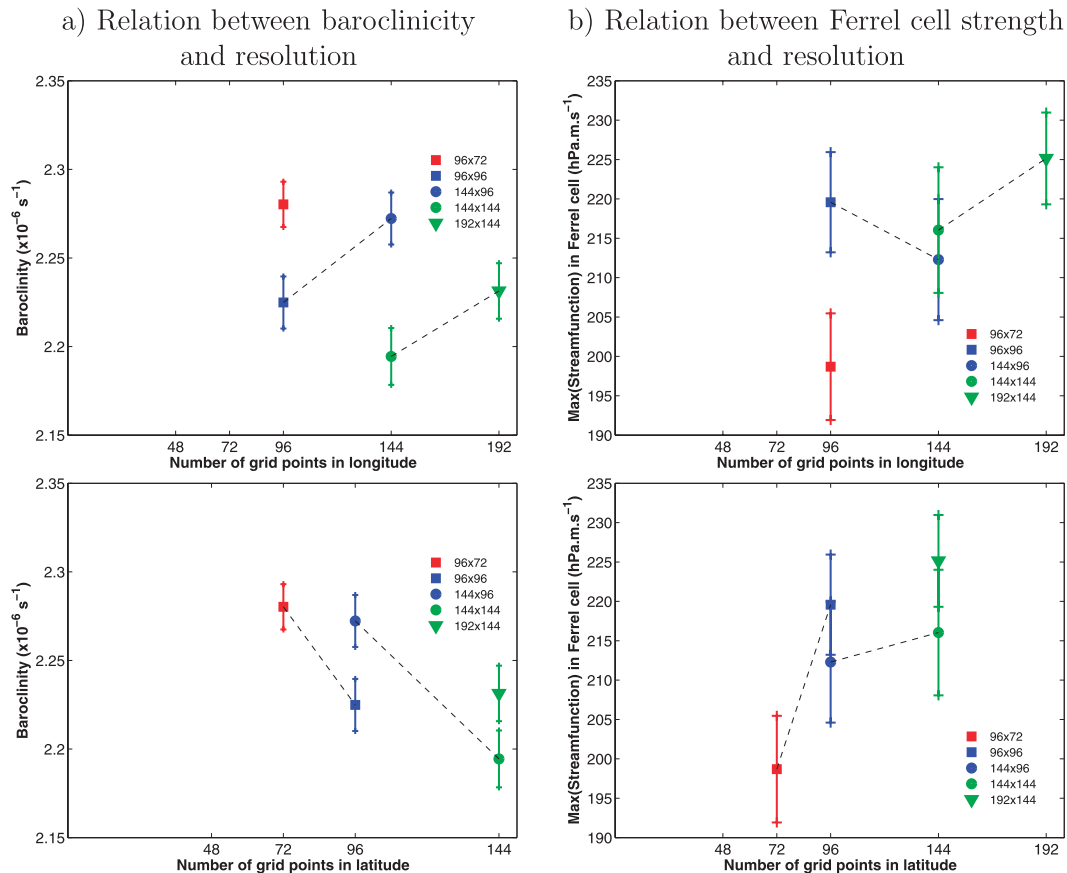 a) Relation between baroclinicity
and resolution
2.35
2.3
2.25
2.2
2.15
Baroclinity (x10⁻⁶ s⁻¹)
96x72
96x96
144x96
144x144
192x144
48 72 96 144 192
Number of grid points in longitude
b) Relation between Ferrel cell strength
and resolution
235
230
225
220
215
210
205
200
195
190
Max(Streamfunction) in Ferrel cell (hPa.m.s⁻¹)
96x72
96x96
144x96
144x144
192x144
48 72 96 144 192
Number of grid points in longitude
2.35
2.3
2.25
2.2
2.15
Baroclinity (x10⁻⁶ s⁻¹)
96x72
96x96
144x96
144x144
192x144
48 72 96 144
Number of grid points in latitude
235
230
225
220
215
210
205
200
195
190
Max(Streamfunction) in Ferrel cell (hPa.m.s⁻¹)
96x72
96x96
144x96
144x144
192x144
48 72 96 144 192
Number of grid points in latitude